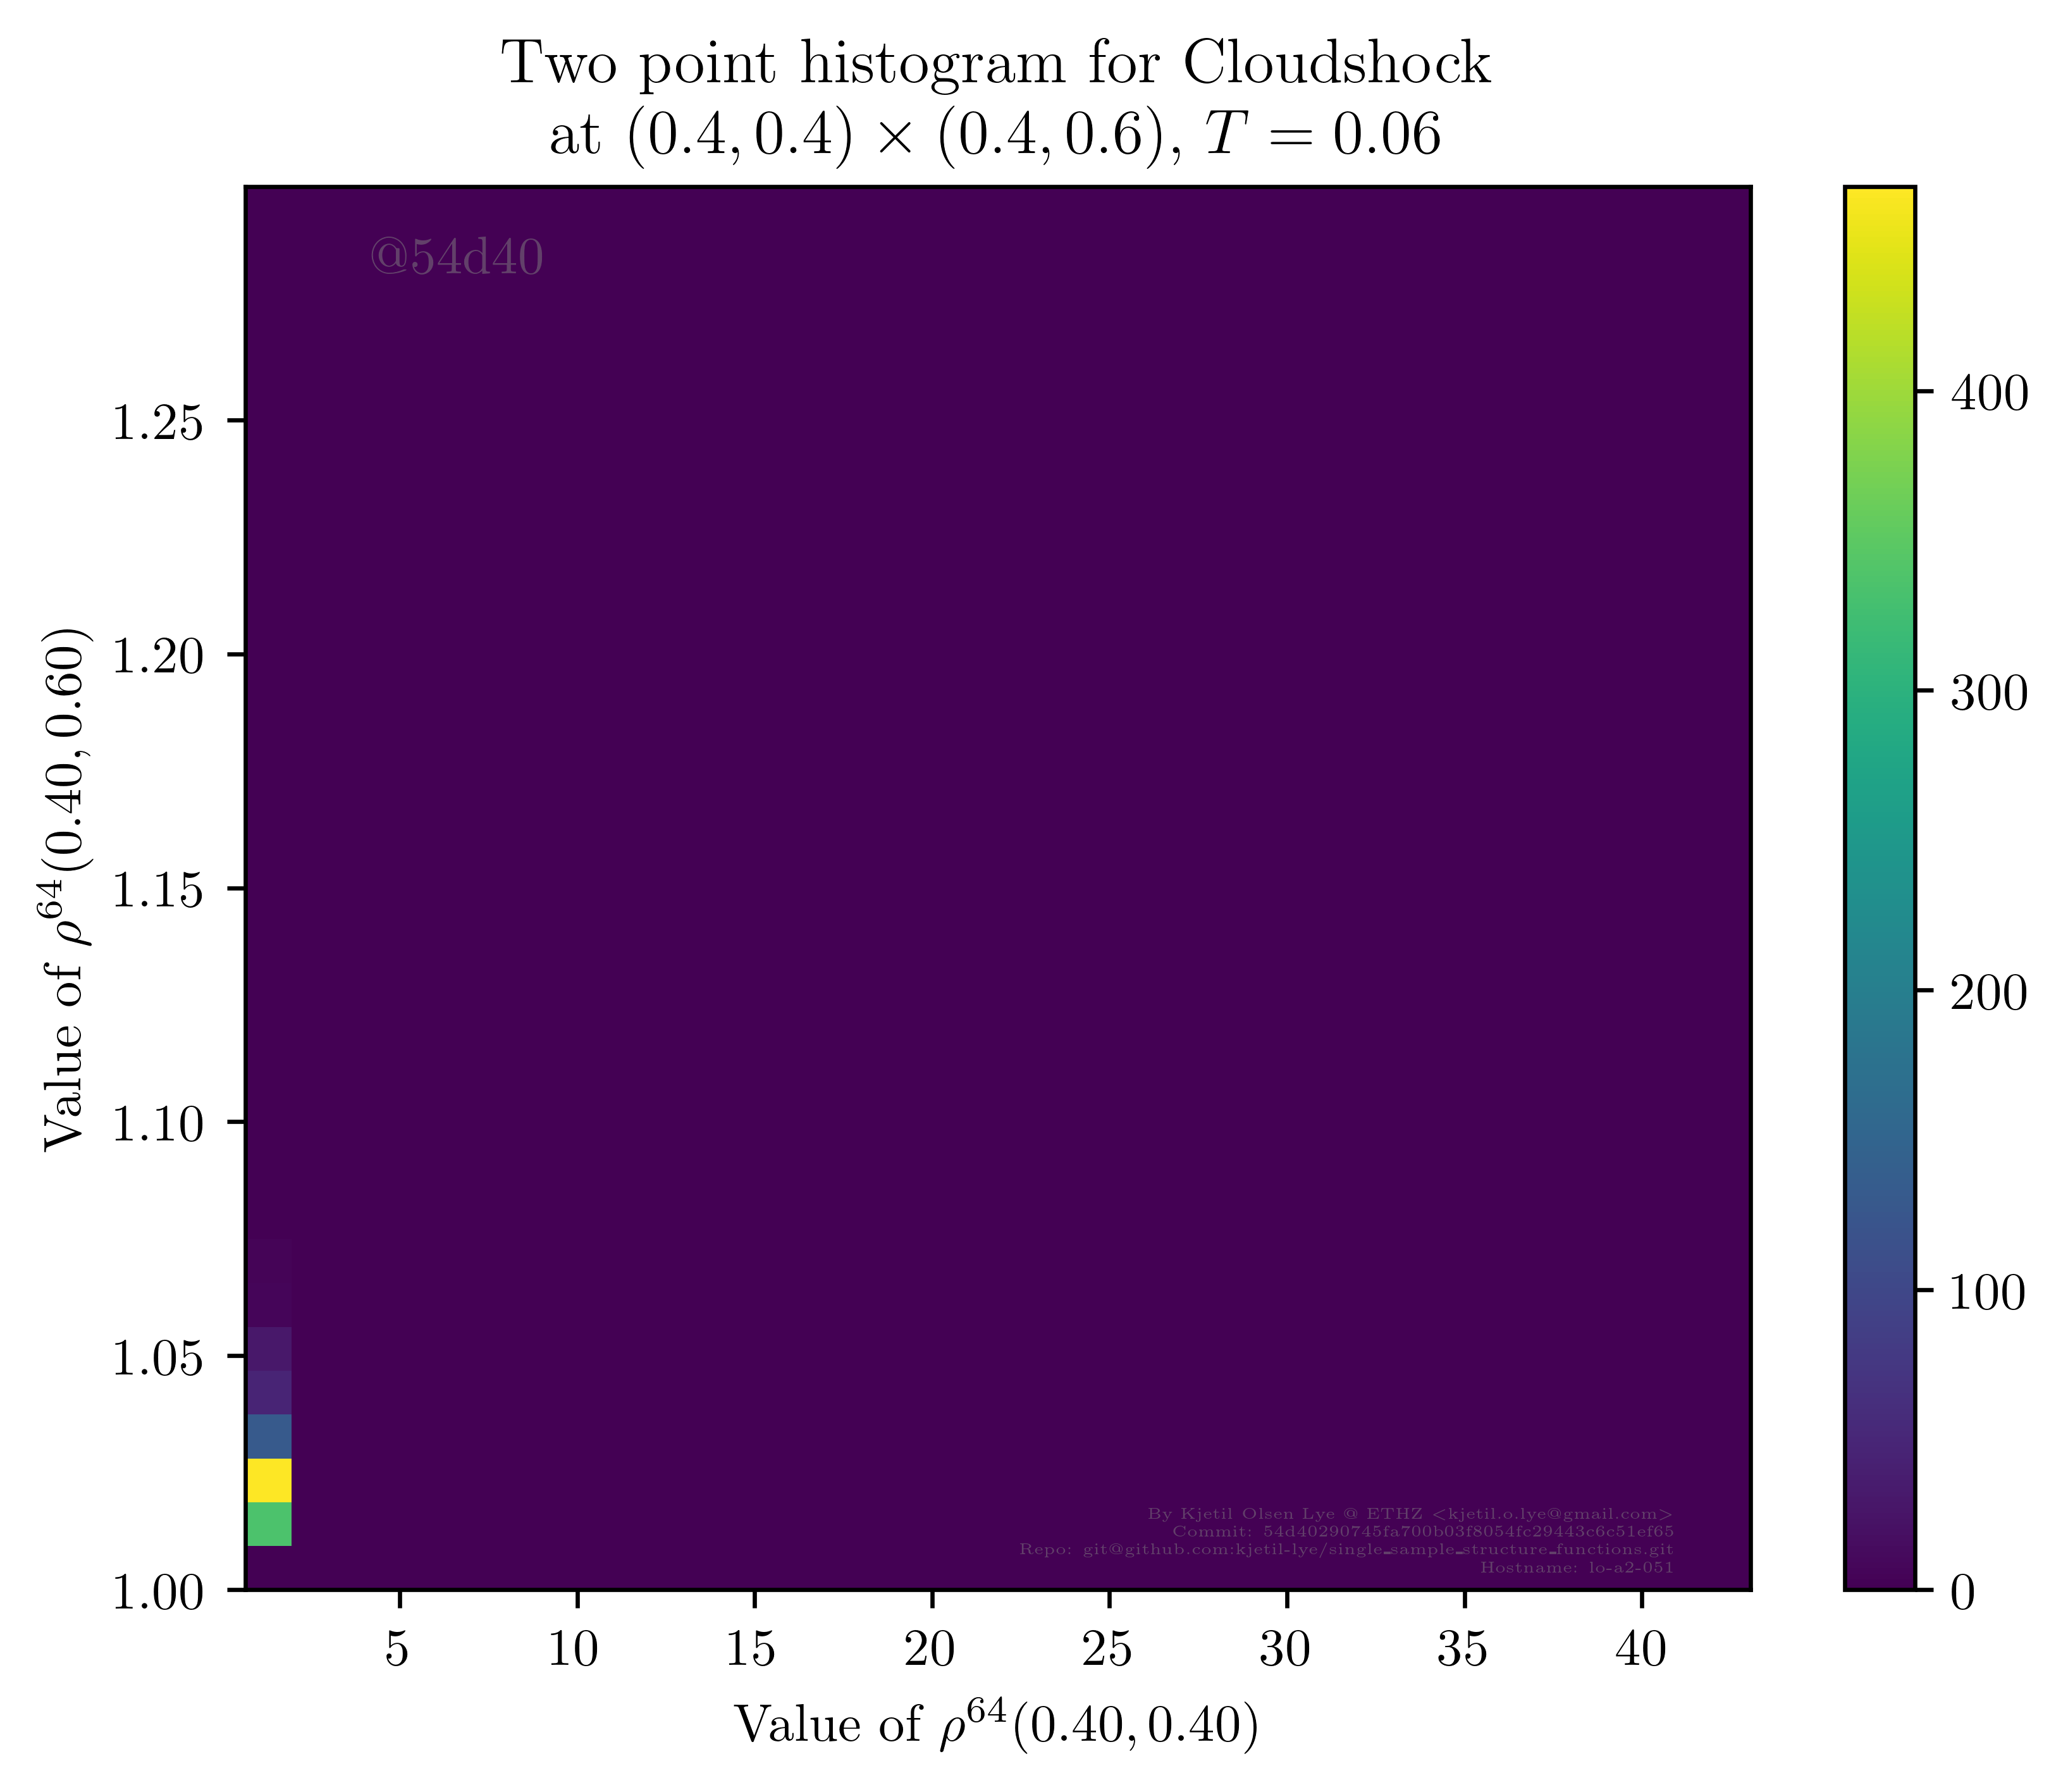 Two point histogram for Cloudshock
at (0.4, 0.4) × (0.4, 0.6), T = 0.06
@54d40
1.25
1.20
1.15
1.10
1.05
1.00
Value of ρ^64(0.40, 0.60)
5 10 15 20 25 30 35 40
Value of ρ^64(0.40, 0.40)
400
300
200
100
0
By Kjetil Olsen Lye @ ETHZ <kjetil.o.lye@gmail.com>
Commit: 54d40290745fa700b03f8054fc29443c6c51ef65
Repo: git@github.com:kjetil-lye/single_sample_structure_functions.git
Hostname: lo-a2-051